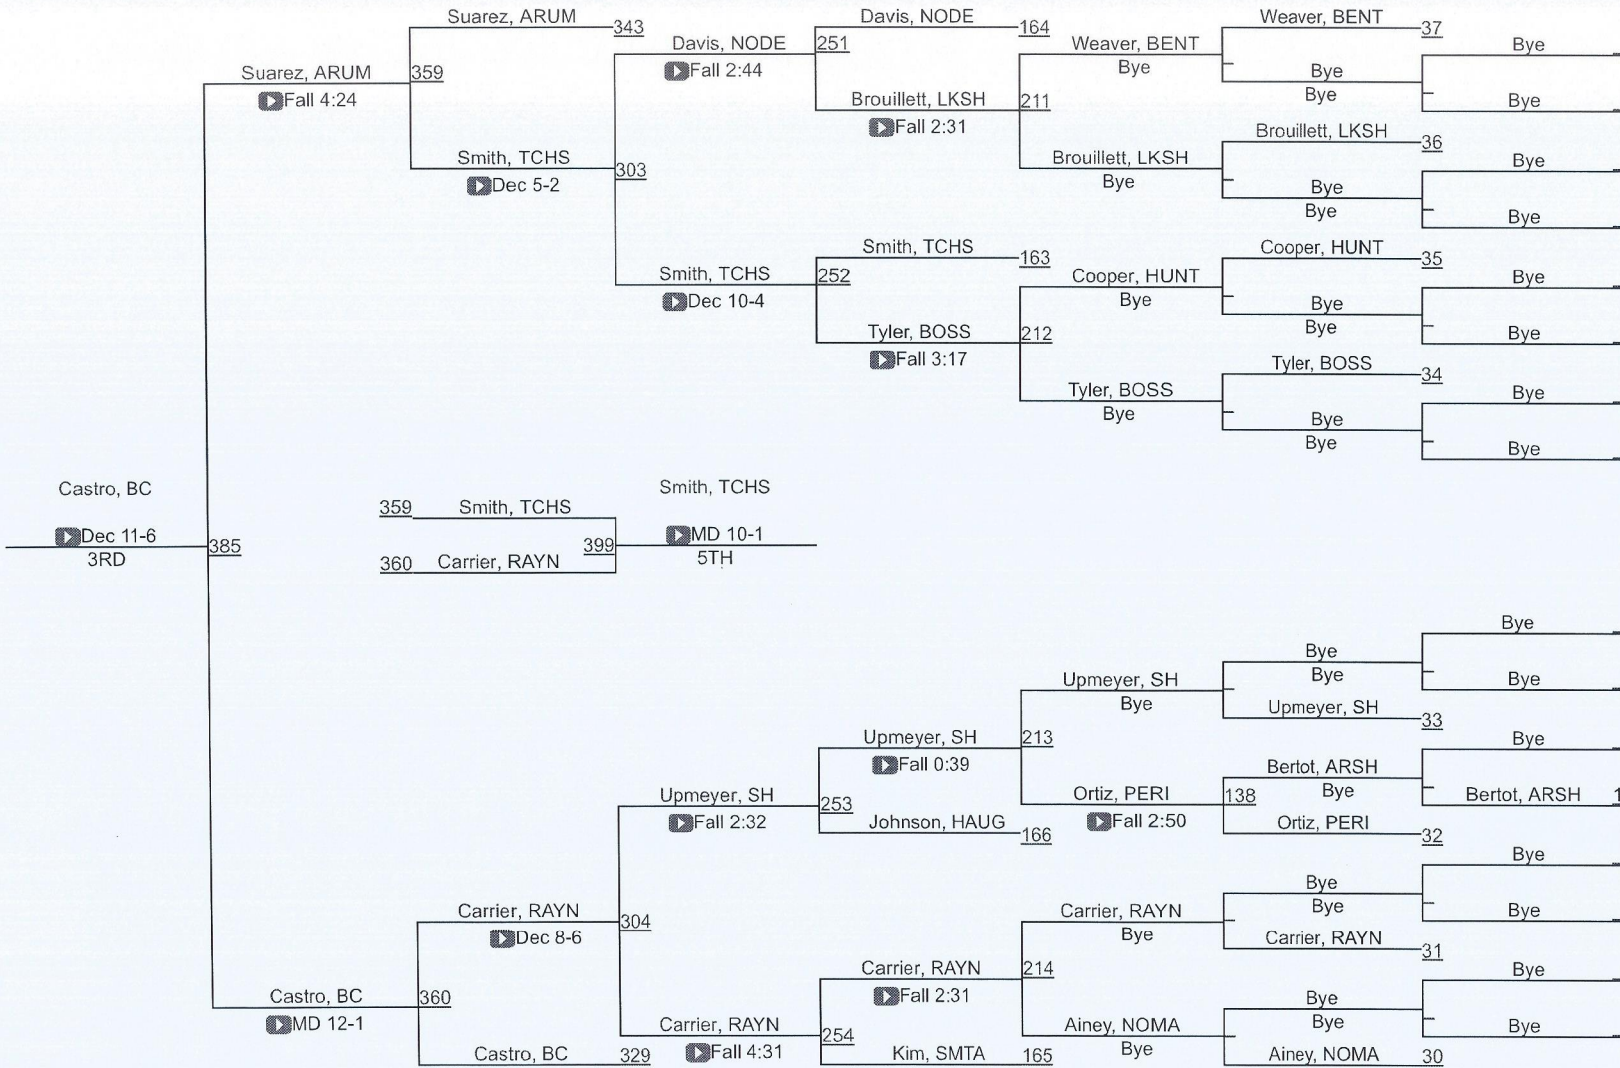 Suarez, ARUM
343
Davis, NODE
164
Weaver, BENT
37
Davis, NODE
251
Fall 2:44
Weaver, BENT
Bye
Bye
Suarez, ARUM
359
Fall 4:24
Bye
Bye
Bye
Brouillett, LKSH
211
Fall 2:31
Brouillett, LKSH
36
Smith, TCHS
303
Dec 5-2
Brouillett, LKSH
Bye
Bye
Bye
Bye
Bye
Smith, TCHS
163
Cooper, HUNT
35
Smith, TCHS
252
Dec 10-4
Cooper, HUNT
Bye
Bye
Bye
Bye
Bye
Tyler, BOSS
212
Fall 3:17
Tyler, BOSS
34
Tyler, BOSS
Bye
Bye
Bye
Bye
Bye
Castro, BC
Dec 11-6
3RD
385
359
Smith, TCHS
360
Carrier, RAYN
399
Smith, TCHS
MD 10-1
5TH
Bye
Bye
Bye
Bye
Upmeyer, SH
Bye
Upmeyer, SH
33
Upmeyer, SH
213
Fall 0:39
Bye
Bertot, ARSH
Bye
Upmeyer, SH
253
Fall 2:32
Ortiz, PERI
138
Fall 2:50
Bertot, ARSH
1
Johnson, HAUG
166
Ortiz, PERI
32
Bye
Bye
Bye
Carrier, RAYN
304
Dec 8-6
Carrier, RAYN
Bye
Bye
Carrier, RAYN
31
Carrier, RAYN
214
Fall 2:31
Bye
Castro, BC
360
MD 12-1
Bye
Bye
Carrier, RAYN
254
Fall 4:31
Ainey, NOMA
Bye
Bye
Castro, BC
329
Kim, SMTA
165
Ainey, NOMA
30